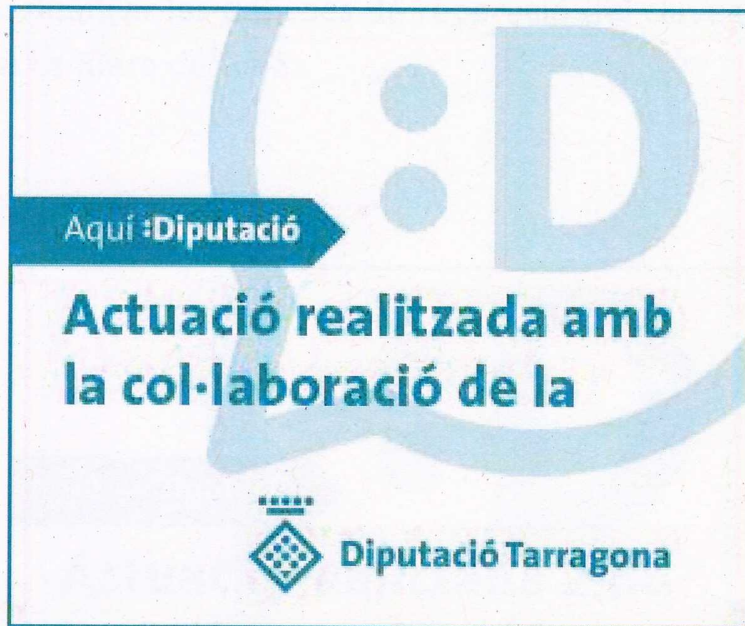 :D
Aquí :Diputació
Actuació realitzada amb
la col·laboració de la
Diputació Tarragona